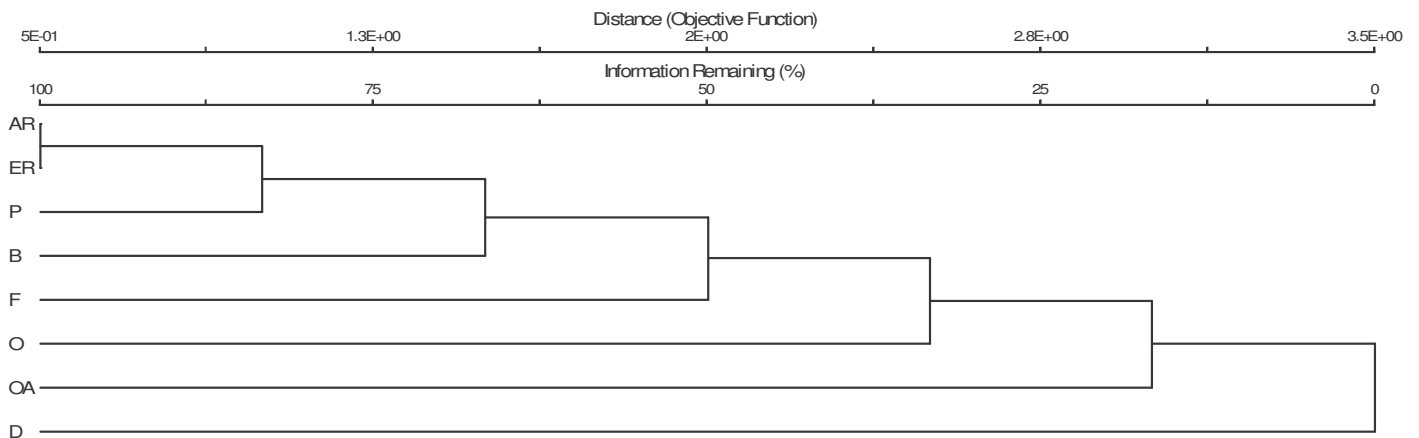 Distance (Objective Function)
5E-01 1.3E+00 2E+00 2.8E+00 3.5E+00
Information Remaining (%)
100 75 50 25 0
AR
ER
P
B
F
O
OA
D